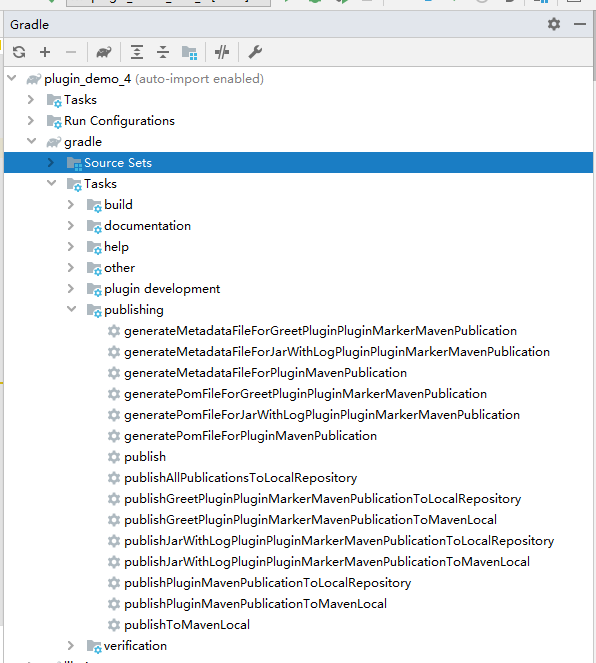 Gradle
plugin_demo_4 (auto-import enabled)
Tasks
Run Configurations
gradle
Source Sets
Tasks
build
documentation
help
other
plugin development
publishing
generateMetadataFileForGreetPluginPluginMarkerMavenPublication
generateMetadataFileForJarWithLogPluginPluginMarkerMavenPublication
generateMetadataFileForPluginMavenPublication
generatePomFileForGreetPluginPluginMarkerMavenPublication
generatePomFileForJarWithLogPluginPluginMarkerMavenPublication
generatePomFileForPluginMavenPublication
publish
publishAllPublicationsToLocalRepository
publishGreetPluginPluginMarkerMavenPublicationToLocalRepository
publishGreetPluginPluginMarkerMavenPublicationToMavenLocal
publishJarWithLogPluginPluginMarkerMavenPublicationToLocalRepository
publishJarWithLogPluginPluginMarkerMavenPublicationToMavenLocal
publishPluginMavenPublicationToLocalRepository
publishPluginMavenPublicationToMavenLocal
publishToMavenLocal
verification